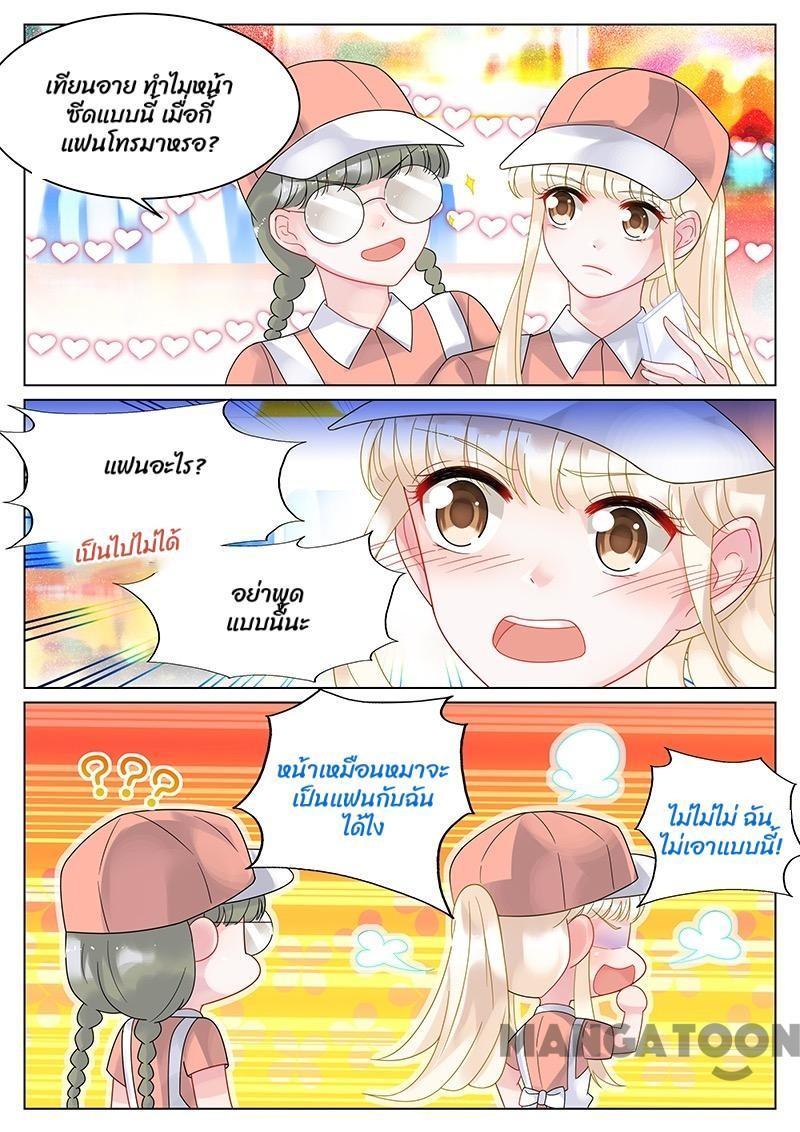 เทียนอาย ทำไมหน้า
ซีดแบบนี้ เมื่อกี้
แฟนโทรมาหรอ?
แฟนอะไร?
เป็นไปไม่ได้
อย่าพูด
แบบนี้นะ
???
หน้าเหมือนหมาจะ
เป็นแฟนกับฉัน
ได้ไง
ไม่ไม่ไม่ ฉัน
ไม่เอาแบบนี้!
MANGATOON